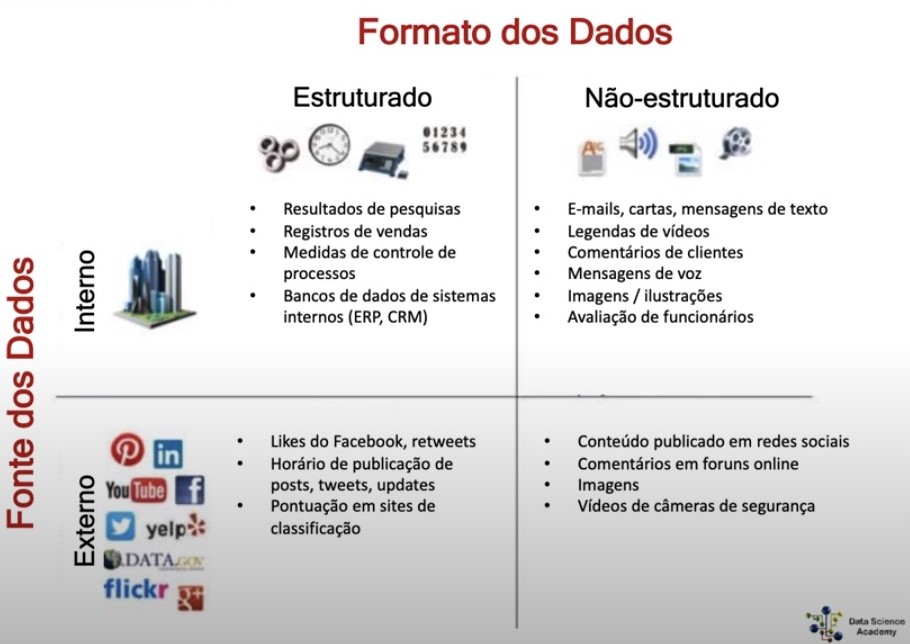 Formato dos Dados
Estruturado
Não-estruturado
01234
56789
Fonte dos Dados
Interno
• Resultados de pesquisas
• Registros de vendas
• Medidas de controle de
processos
• Bancos de dados de sistemas
internos (ERP, CRM)
• E-mails, cartas, mensagens de texto
• Legendas de vídeos
• Comentários de clientes
• Mensagens de voz
• Imagens / ilustrações
• Avaliação de funcionários
Externo
in
YouTube
f
yelp
DATA.GOV
flickr
g+
• Likes do Facebook, retweets
• Horário de publicação de
posts, tweets, updates
• Pontuação em sites de
classificação
• Conteúdo publicado em redes sociais
• Comentários em foruns online
• Imagens
• Vídeos de câmeras de segurança
Data Science
Academy